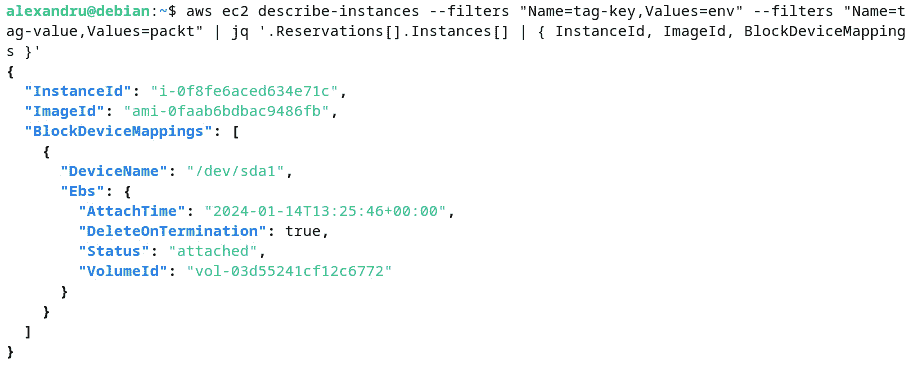 alexandru@debian:~$ aws ec2 describe-instances --filters "Name=tag-key,Values=env" --filters "Name=t
ag-value,Values=packt" | jq '.Reservations[].Instances[] | { InstanceId, ImageId, BlockDeviceMapping
s }'
{
  "InstanceId": "i-0f8fe6aced634e71c",
  "ImageId": "ami-0faab6bdbac9486fb",
  "BlockDeviceMappings": [
    {
      "DeviceName": "/dev/sda1",
      "Ebs": {
        "AttachTime": "2024-01-14T13:25:46+00:00",
        "DeleteOnTermination": true,
        "Status": "attached",
        "VolumeId": "vol-03d55241cf12c6772"
      }
    }
  ]
}